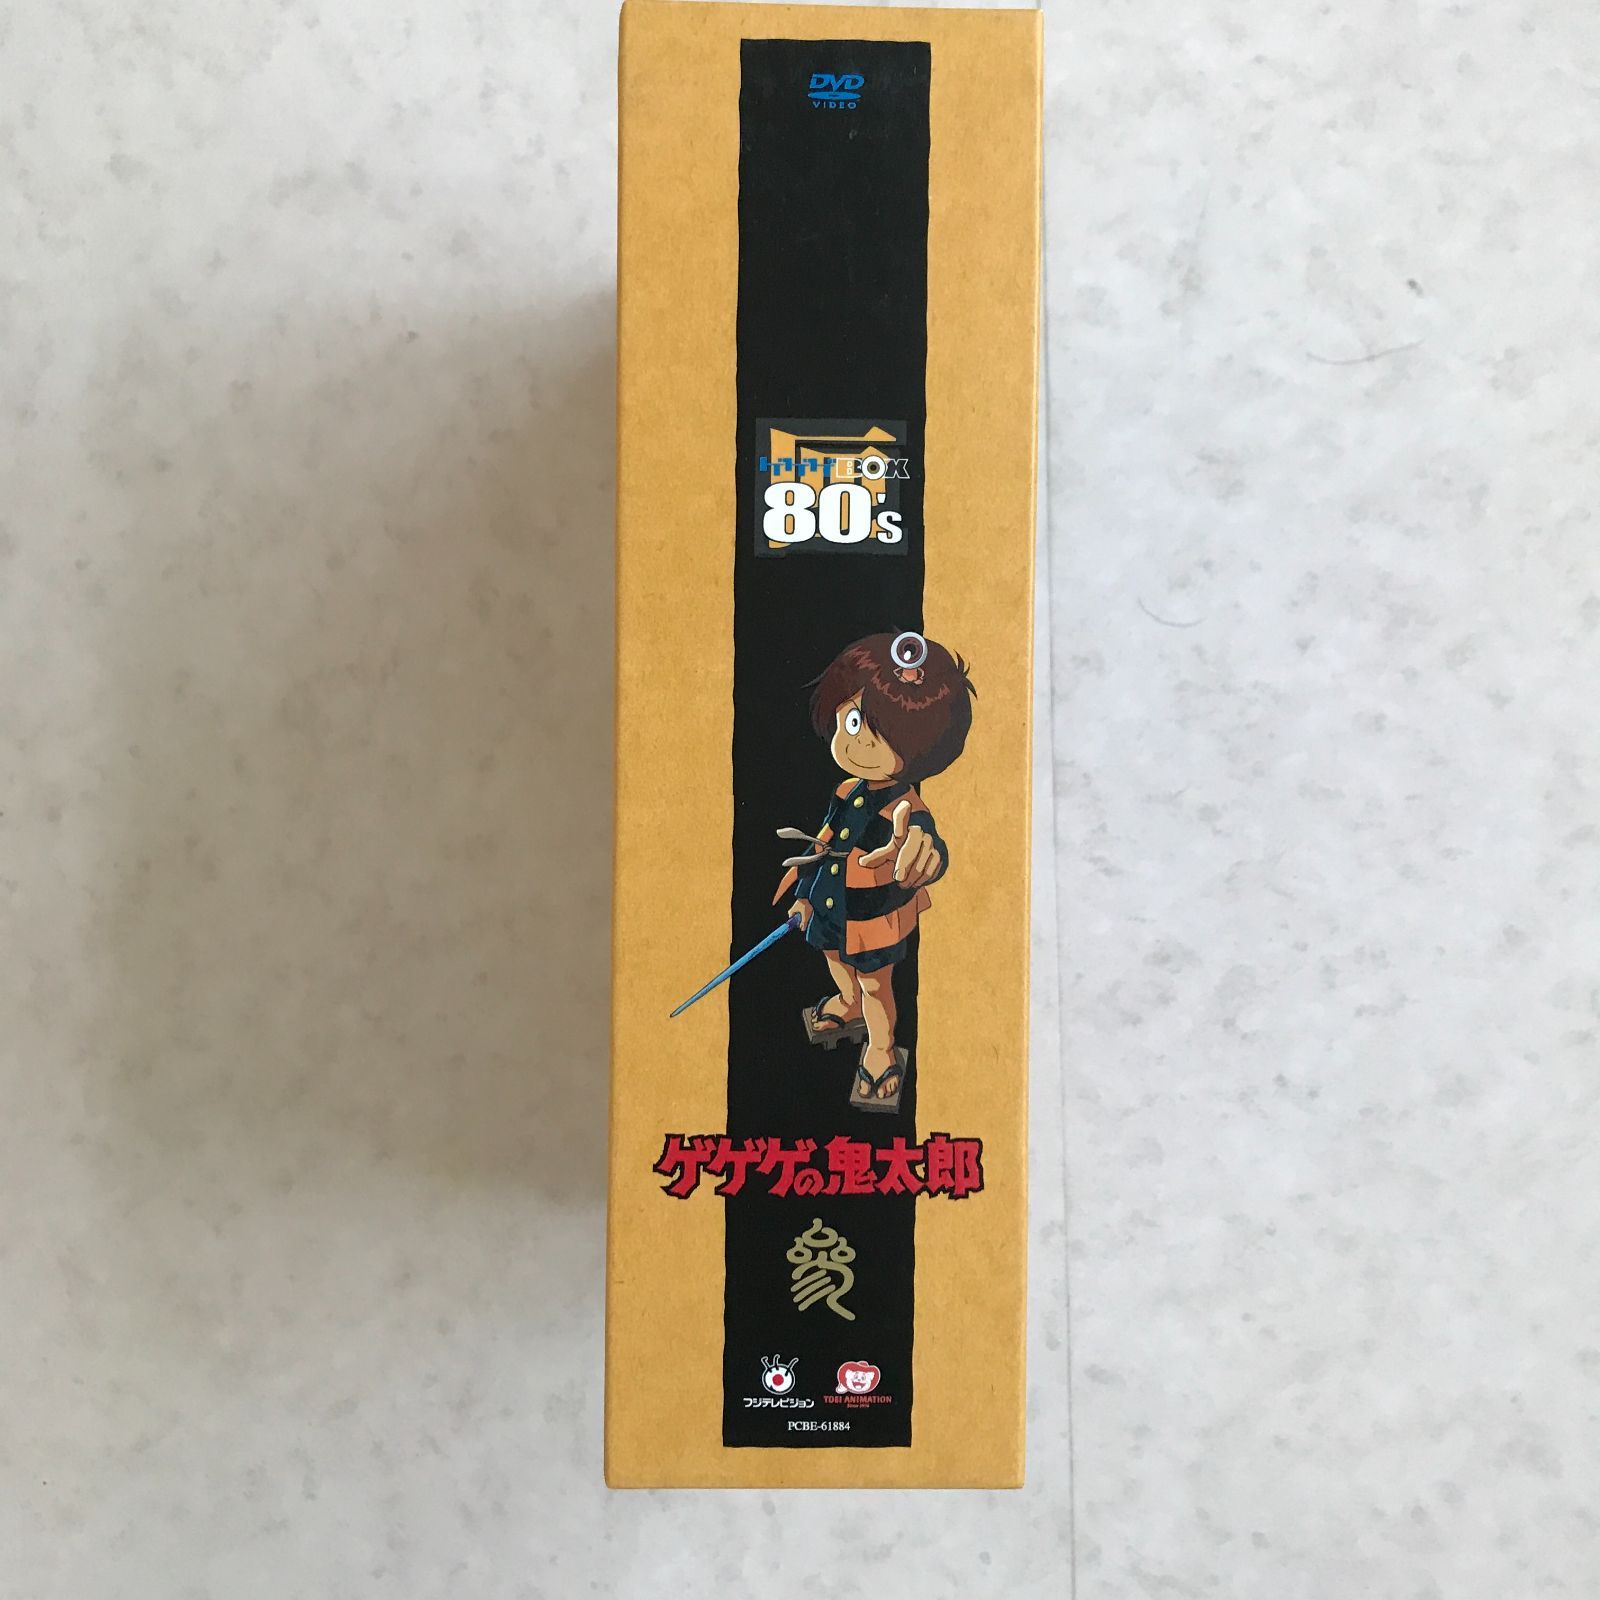 DVD
VIDEO
ゲゲゲBOX
80's
ゲゲゲの鬼太郎
參
フジテレビジョン
TOEI ANIMATION
PCBE-61884